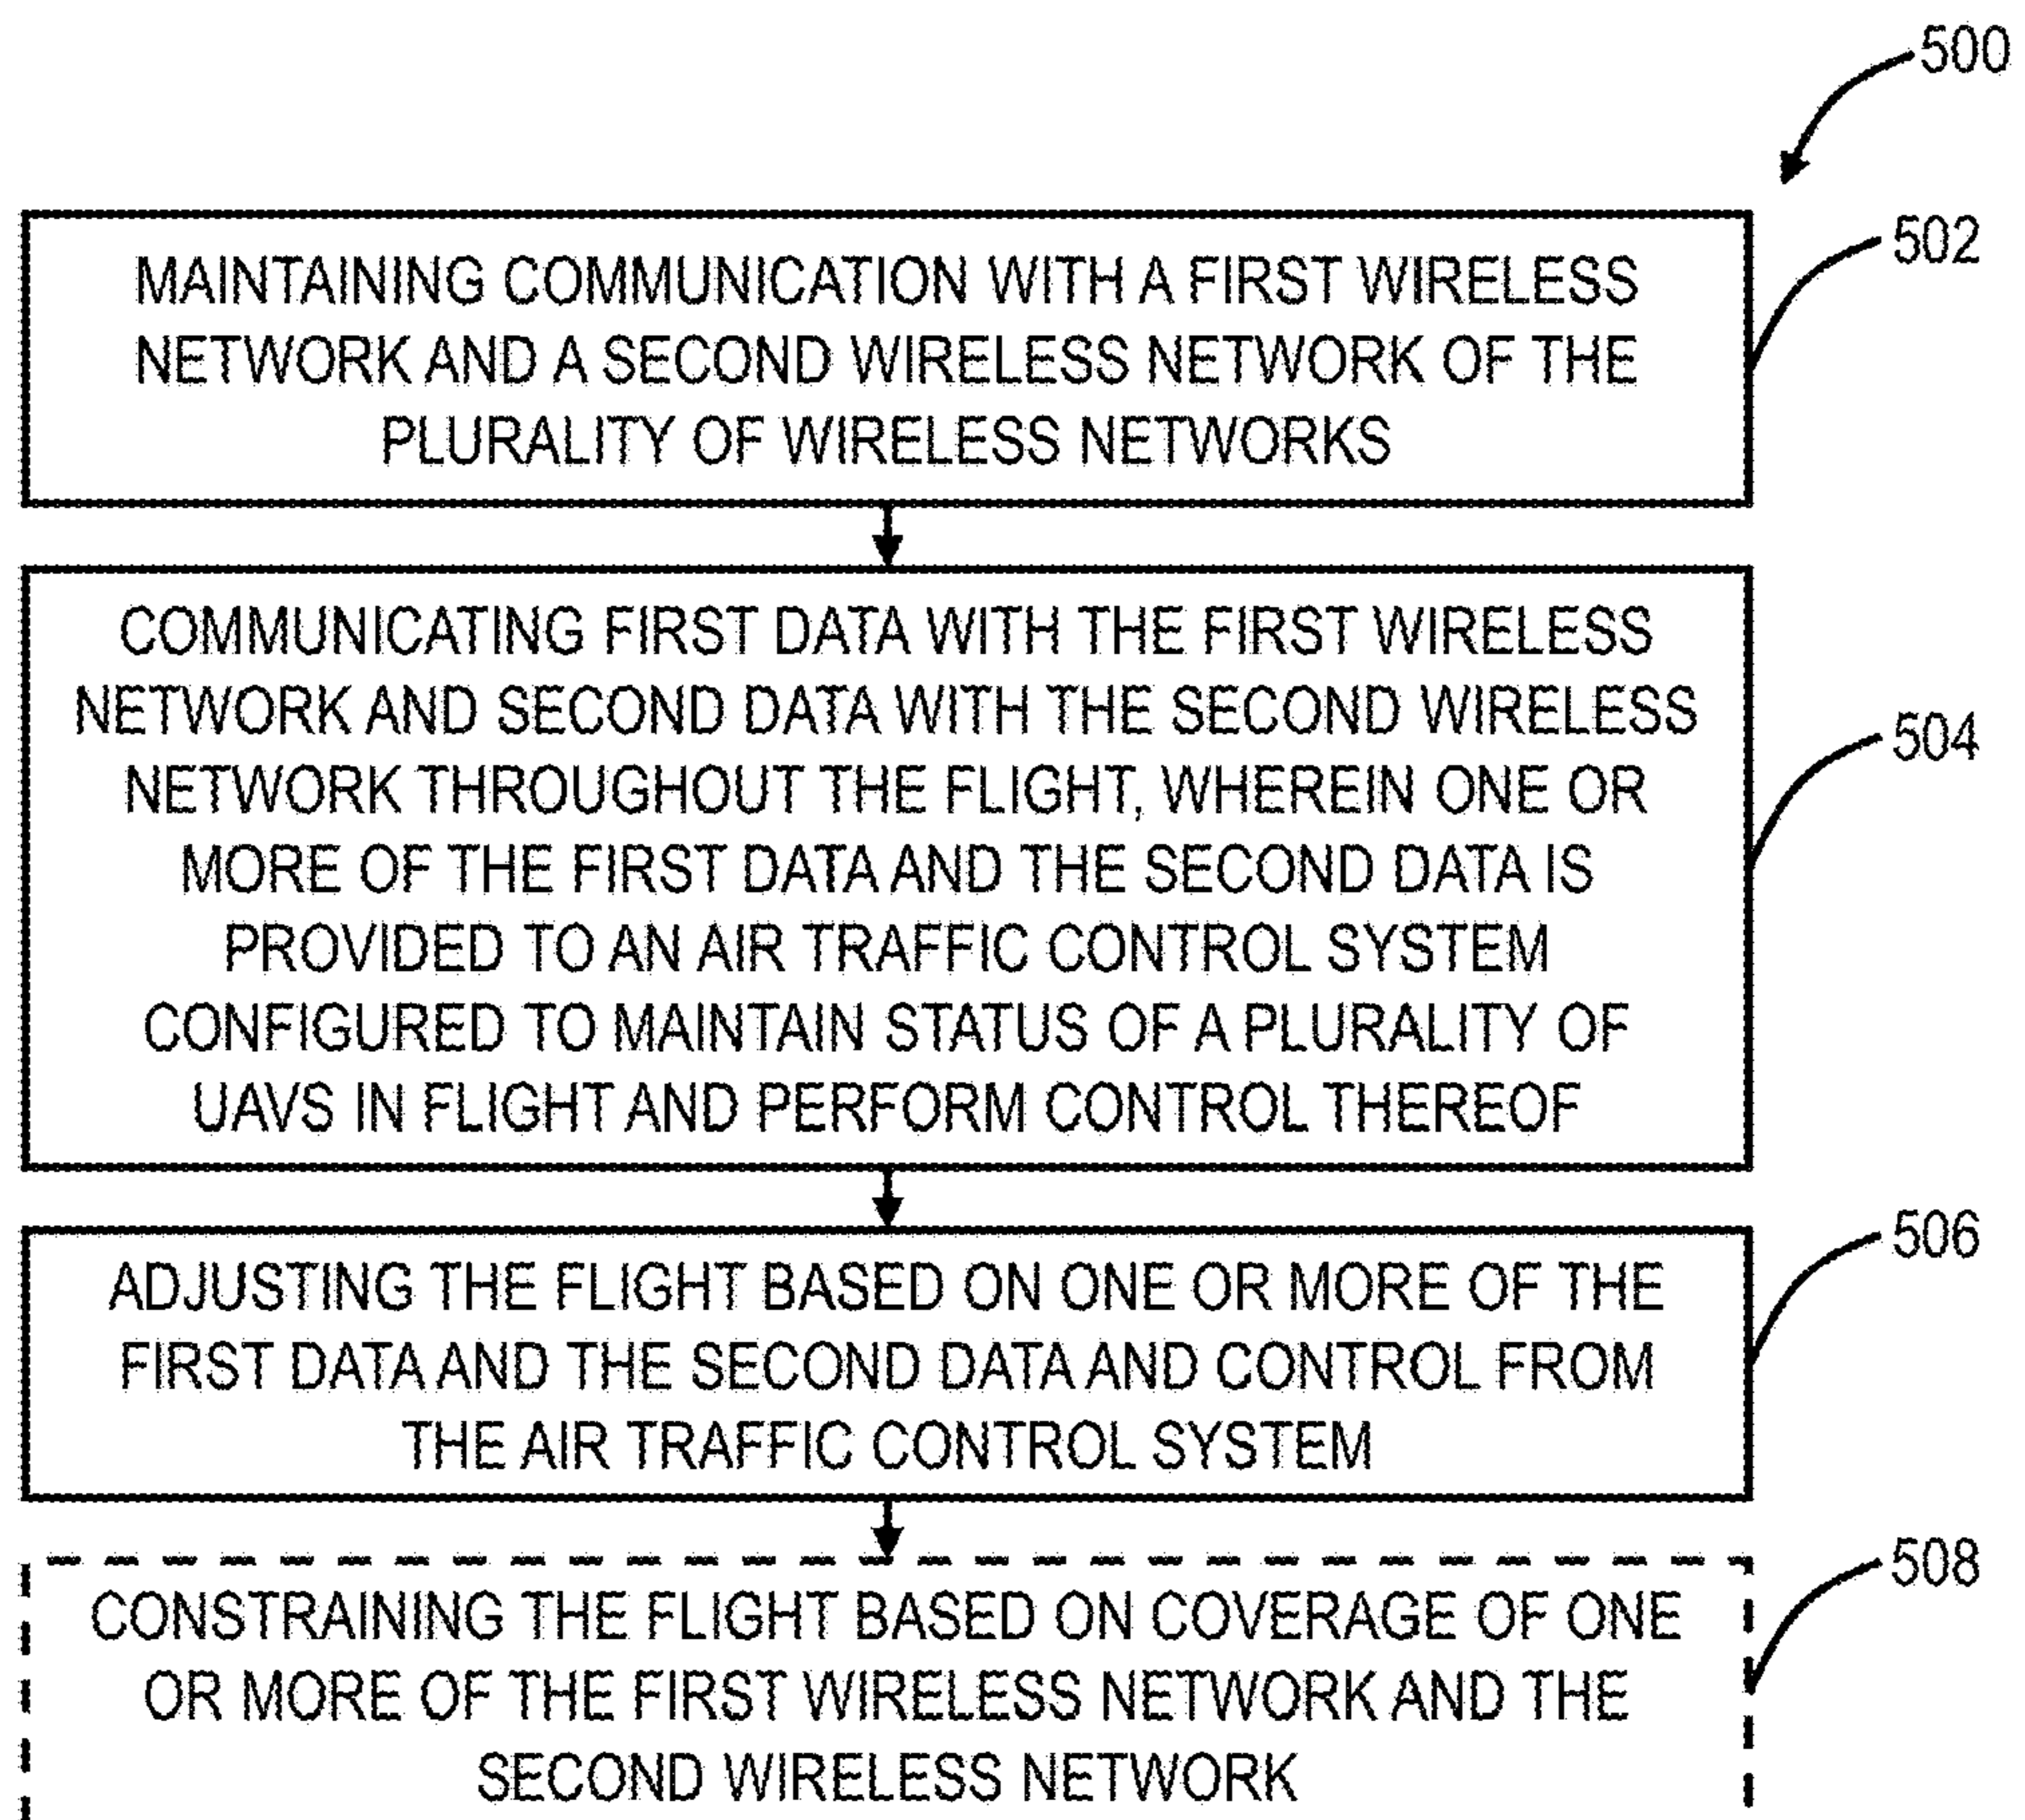 500
502
MAINTAINING COMMUNICATION WITH A FIRST WIRELESS
NETWORK AND A SECOND WIRELESS NETWORK OF THE
PLURALITY OF WIRELESS NETWORKS
504
COMMUNICATING FIRST DATA WITH THE FIRST WIRELESS
NETWORK AND SECOND DATA WITH THE SECOND WIRELESS
NETWORK THROUGHOUT THE FLIGHT, WHEREIN ONE OR
MORE OF THE FIRST DATA AND THE SECOND DATA IS
PROVIDED TO AN AIR TRAFFIC CONTROL SYSTEM
CONFIGURED TO MAINTAIN STATUS OF A PLURALITY OF
UAVS IN FLIGHT AND PERFORM CONTROL THEREOF
506
ADJUSTING THE FLIGHT BASED ON ONE OR MORE OF THE
FIRST DATA AND THE SECOND DATA AND CONTROL FROM
THE AIR TRAFFIC CONTROL SYSTEM
508
CONSTRAINING THE FLIGHT BASED ON COVERAGE OF ONE
OR MORE OF THE FIRST WIRELESS NETWORK AND THE
SECOND WIRELESS NETWORK